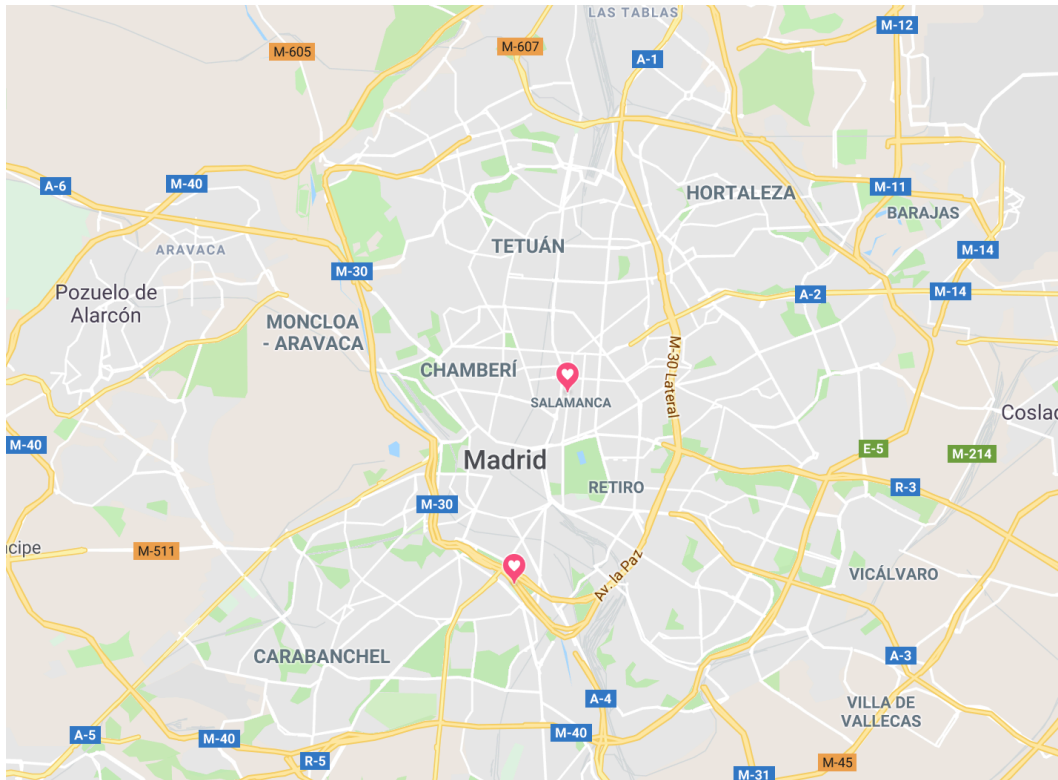 LAS TABLAS
M-12
M-607
M-605
A-1
A-6
M-40
HORTALEZA
M-11
BARAJAS
TETUÁN
ARAVACA
M-14
M-30
Pozuelo de
Alarcón
A-2
M-14
MONCLOA
- ARAVACA
CHAMBERÍ
M-30 Lateral
SALAMANCA
Coslad
M-40
E-5
M-214
Madrid
RETIRO
R-3
M-30
ncipe
M-511
Av. la Paz
VICÁLVARO
CARABANCHEL
A-3
A-4
VILLA DE
VALLECAS
A-5
M-40
M-40
R-5
M-45
M-31